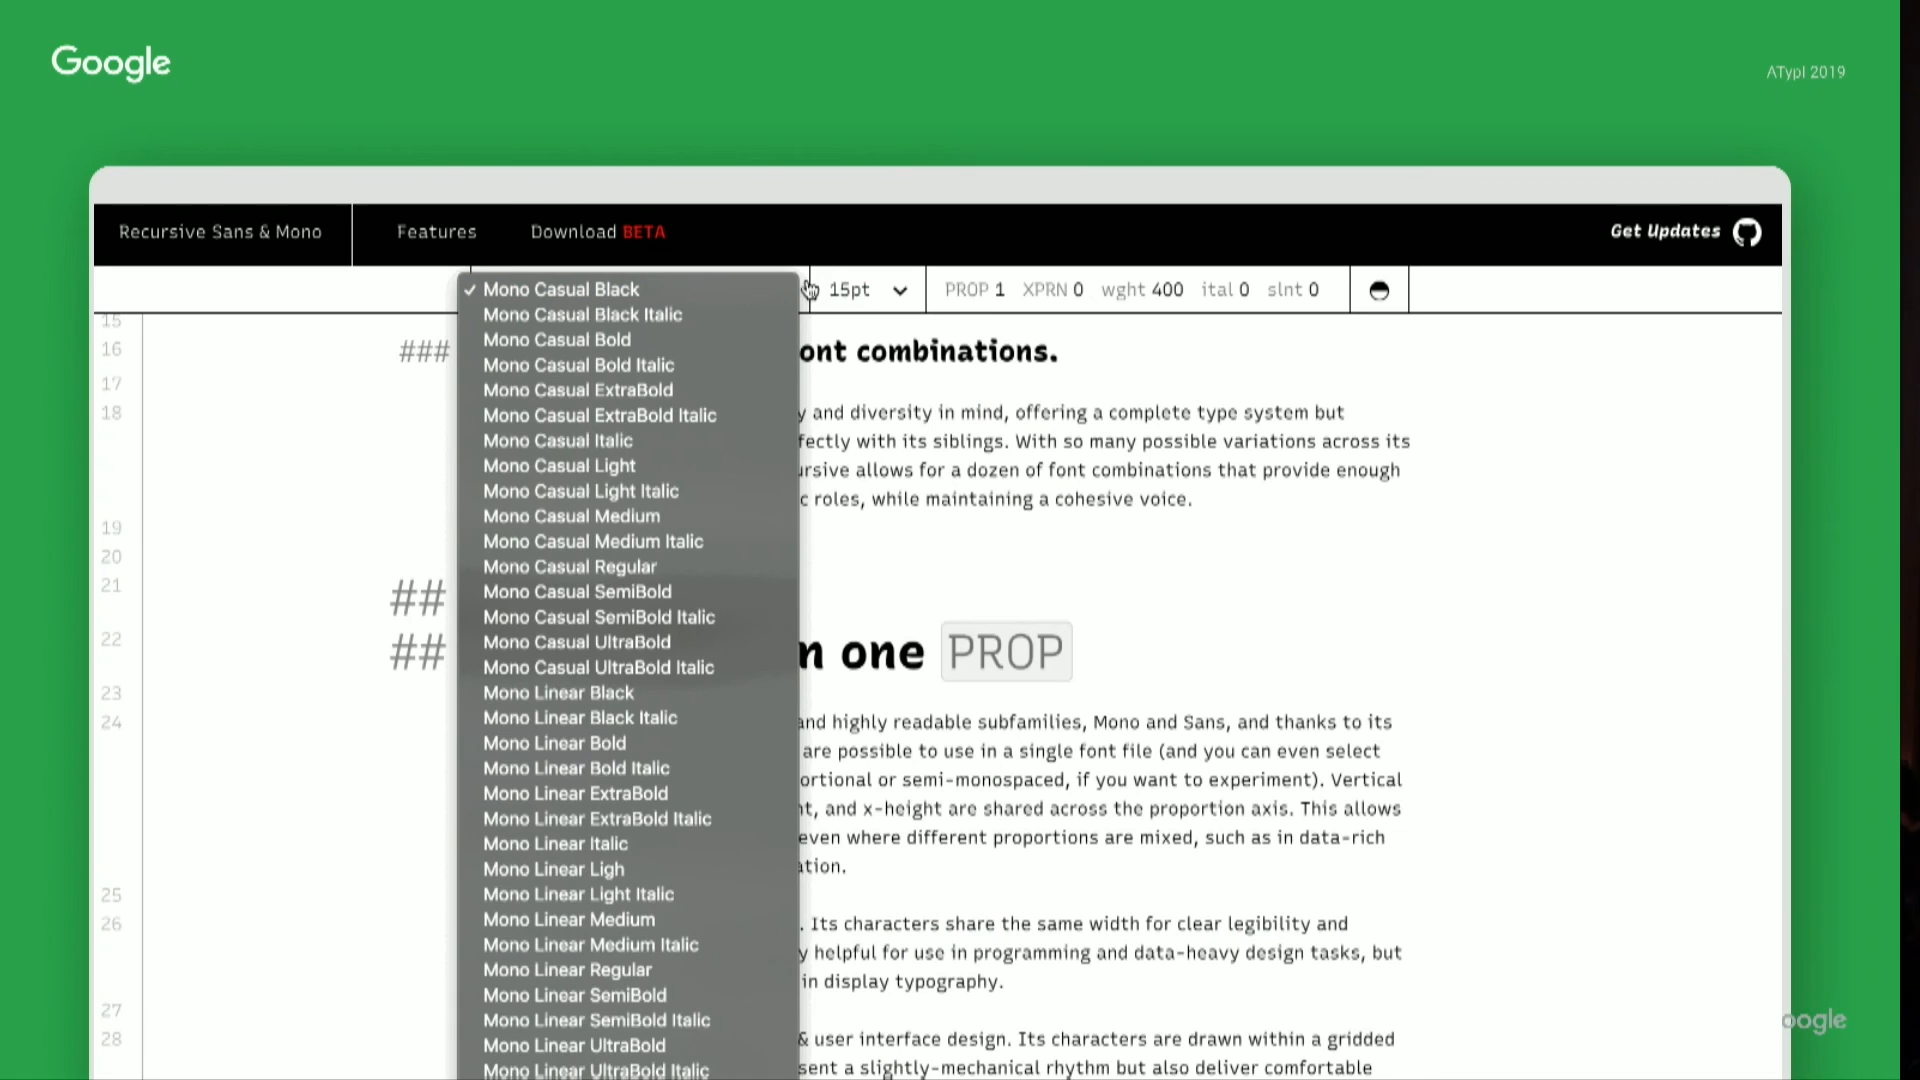 Google
ATypI 2019
Recursive Sans & Mono
Features
Download BETA
Get Updates
✓ Mono Casual Black
Mono Casual Black Italic
Mono Casual Bold
Mono Casual Bold Italic
Mono Casual ExtraBold
Mono Casual ExtraBold Italic
Mono Casual Italic
Mono Casual Light
Mono Casual Light Italic
Mono Casual Medium
Mono Casual Medium Italic
Mono Casual Regular
Mono Casual SemiBold
Mono Casual SemiBold Italic
Mono Casual UltraBold
Mono Casual UltraBold Italic
Mono Linear Black
Mono Linear Black Italic
Mono Linear Bold
Mono Linear Bold Italic
Mono Linear ExtraBold
Mono Linear ExtraBold Italic
Mono Linear Italic
Mono Linear Ligh
Mono Linear Light Italic
Mono Linear Medium
Mono Linear Medium Italic
Mono Linear Regular
Mono Linear SemiBold
Mono Linear SemiBold Italic
Mono Linear UltraBold
Mono Linear UltraBold Italic
15pt
PROP 1 XPRN 0 wght 400 ital 0 slnt 0
15
16 ### ont combinations.
17
18 y and diversity in mind, offering a complete type system but
fectly with its siblings. With so many possible variations across its
ursive allows for a dozen of font combinations that provide enough
c roles, while maintaining a cohesive voice.
19
20
21 ##
22 ## n one PROP
23
24 and highly readable subfamilies, Mono and Sans, and thanks to its
are possible to use in a single font file (and you can even select
ortional or semi-monospaced, if you want to experiment). Vertical
ht, and x-height are shared across the proportion axis. This allows
even where different proportions are mixed, such as in data-rich
ation.
25
26 . Its characters share the same width for clear legibility and
y helpful for use in programming and data-heavy design tasks, but
in display typography.
27
28 & user interface design. Its characters are drawn within a gridded
sent a slightly-mechanical rhythm but also deliver comfortable
oogle